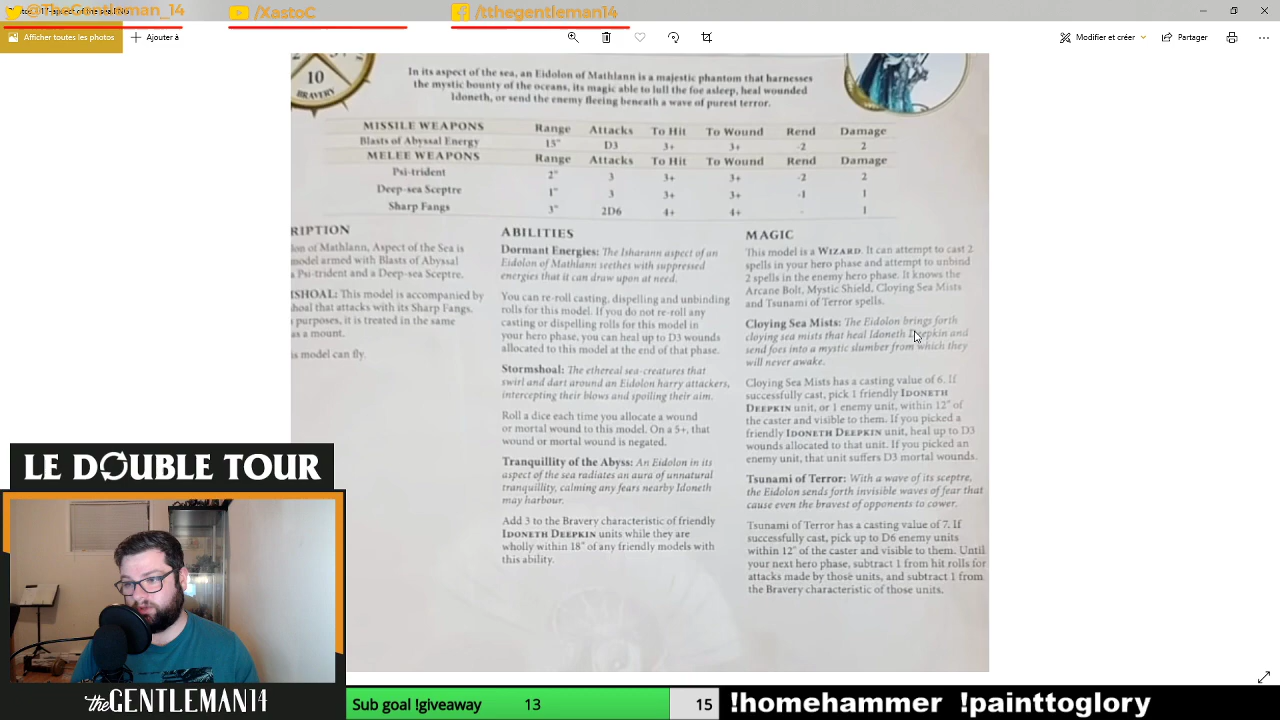 @TheGentleman_14
/XastoC
/tthegentleman14
Afficher toutes les photos
Ajouter à
Modifier et créer
Partager
10
BRAVERY
In its aspect of the sea, an Eidolon of Mathlann is a majestic phantom that harnesses
the mystic bounty of the oceans, its magic able to lull the foe asleep, heal wounded
Idoneth, or send the enemy fleeing beneath a wave of purest terror.
MISSILE WEAPONS Range Attacks To Hit To Wound Rend Damage
Blasts of Abyssal Energy 15" D3 3+ 3+ -2 2
MELEE WEAPONS Range Attacks To Hit To Wound Rend Damage
Psi-trident 2" 3 3+ 3+ -2 2
Deep-sea Sceptre 1" 3 3+ 3+ -1 1
Sharp Fangs 3" 2D6 4+ 4+ - 1
RIPTION
lon of Mathlann, Aspect of the Sea is
model armed with Blasts of Abyssal
a Psi-trident and a Deep-sea Sceptre.
SHOAL: This model is accompanied by
hoal that attacks with its Sharp Fangs.
purposes, it is treated in the same
as a mount.
is model can fly.
ABILITIES
Dormant Energies: The Isharann aspect of an
Eidolon of Mathlann seethes with suppressed
energies that it can draw upon at need.
You can re-roll casting, dispelling and unbinding
rolls for this model. If you do not re-roll any
casting or dispelling rolls for this model in
your hero phase, you can heal up to D3 wounds
allocated to this model at the end of that phase.
Stormshoal: The ethereal sea-creatures that
swirl and dart around an Eidolon harry attackers,
intercepting their blows and spoiling their aim.
Roll a dice each time you allocate a wound
or mortal wound to this model. On a 5+, that
wound or mortal wound is negated.
Tranquillity of the Abyss: An Eidolon in its
aspect of the sea radiates an aura of unnatural
tranquillity, calming any fears nearby Idoneth
may harbour.
Add 3 to the Bravery characteristic of friendly
IDONETH DEEPKIN units while they are
wholly within 18" of any friendly models with
this ability.
MAGIC
This model is a WIZARD. It can attempt to cast 2
spells in your hero phase and attempt to unbind
2 spells in the enemy hero phase. It knows the
Arcane Bolt, Mystic Shield, Cloying Sea Mists
and Tsunami of Terror spells.
Cloying Sea Mists: The Eidolon brings forth
cloying sea mists that heal Idoneth Deepkin and
send foes into a mystic slumber from which they
will never awake.
Cloying Sea Mists has a casting value of 6. If
successfully cast, pick 1 friendly IDONETH
DEEPKIN unit, or 1 enemy unit, within 12" of
the caster and visible to them. If you picked a
friendly IDONETH DEEPKIN unit, heal up to D3
wounds allocated to that unit. If you picked an
enemy unit, that unit suffers D3 mortal wounds.
Tsunami of Terror: With a wave of its sceptre,
the Eidolon sends forth invisible waves of fear that
cause even the bravest of opponents to cower.
Tsunami of Terror has a casting value of 7. If
successfully cast, pick up to D6 enemy units
within 12" of the caster and visible to them. Until
your next hero phase, subtract 1 from hit rolls for
attacks made by those units, and subtract 1 from
the Bravery characteristic of those units.
LE DOUBLE TOUR
theGENTLEMAN14
Sub goal !giveaway 13 15
!homehammer !painttoglory